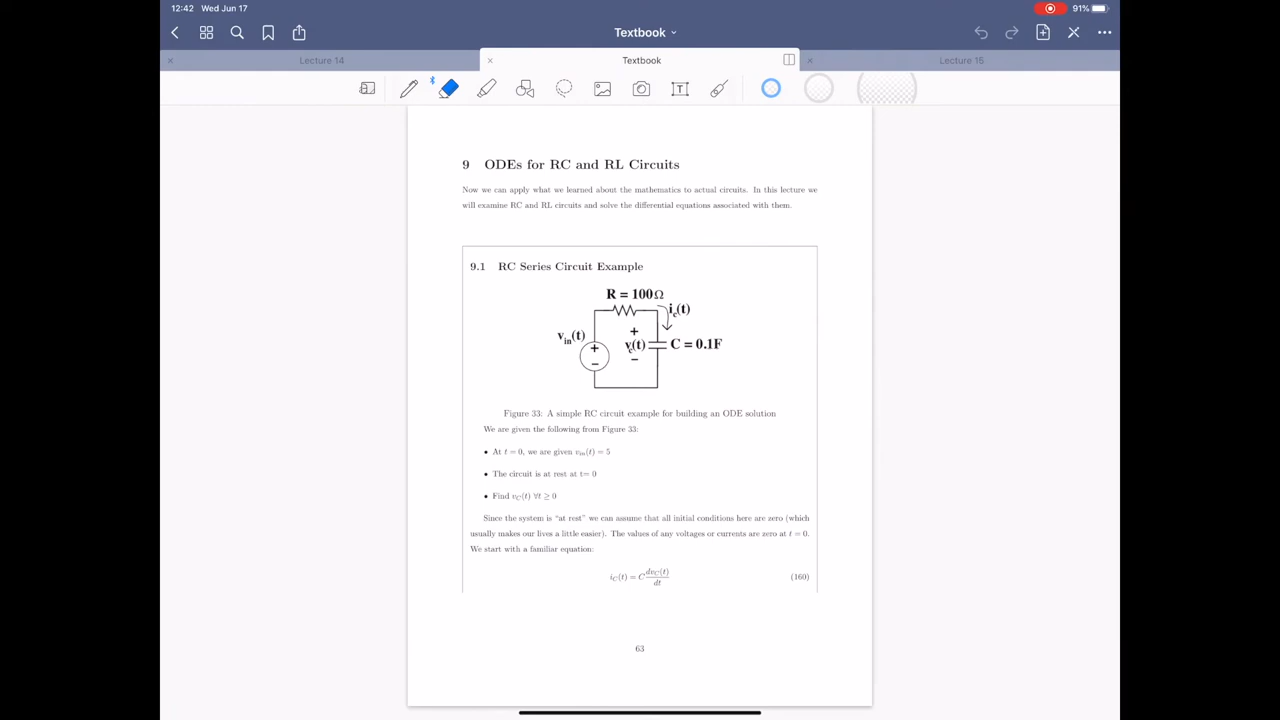 12:42 Wed Jun 17
91%
Textbook
Lecture 14
Textbook
Lecture 16
T
9 ODEs for RC and RL Circuits
Now we can apply what we learned about the mathematics to actual circuits. In this lecture we
will examine RC and RL circuits and solve the differential equations associated with them.
9.1 RC Series Circuit Example
R = 100Ω
i_c(t)
v_in(t)
+
+
v_c(t)
C = 0.1F
−
−
Figure 33: A simple RC circuit example for building an ODE solution
We are given the following from Figure 33:
• At t = 0, we are given v_in(t) = 5
• The circuit is at rest at t= 0
• Find v_C(t) ∀t ≥ 0
Since the system is "at rest" we can assume that all initial conditions here are zero (which
usually makes our lives a little easier). The values of any voltages or currents are zero at t = 0.
We start with a familiar equation:
i_C(t) = C dv_C(t)/dt (160)
63